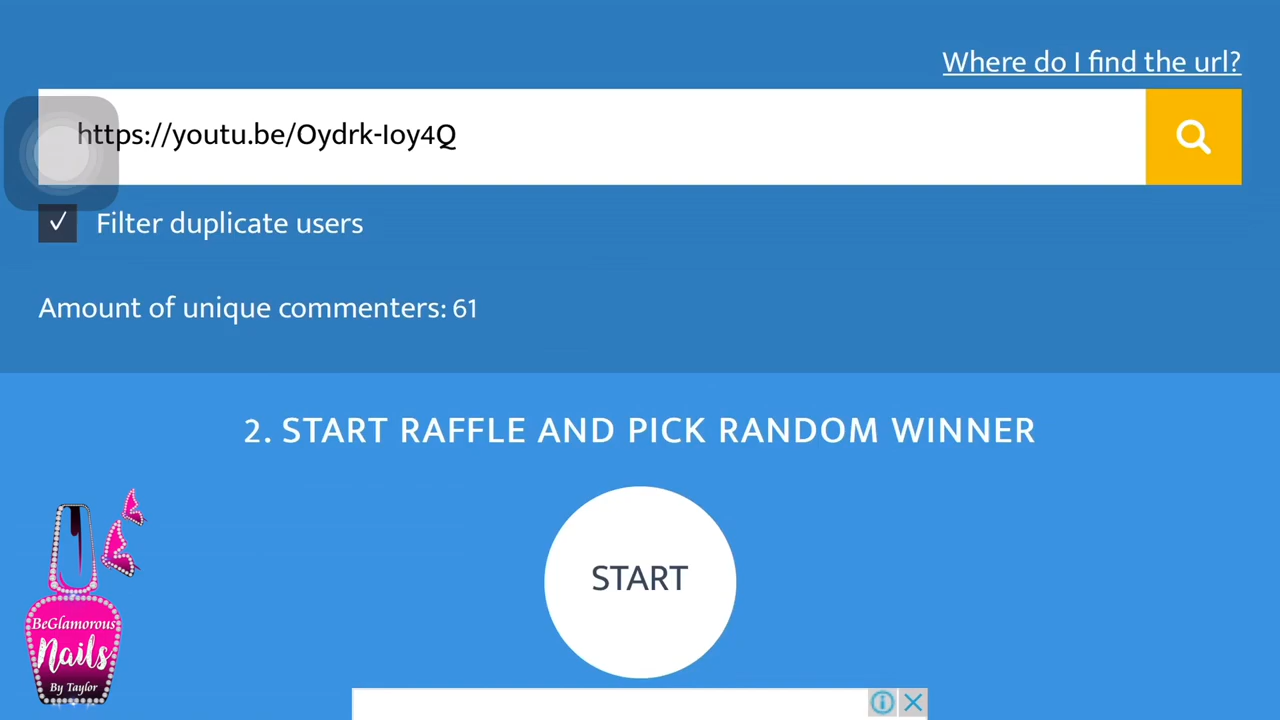 Where do I find the url?
https://youtu.be/Oydrk-Ioy4Q
Filter duplicate users
Amount of unique commenters: 61
2. START RAFFLE AND PICK RANDOM WINNER
START
BeGlamorous
Nails
By Taylor